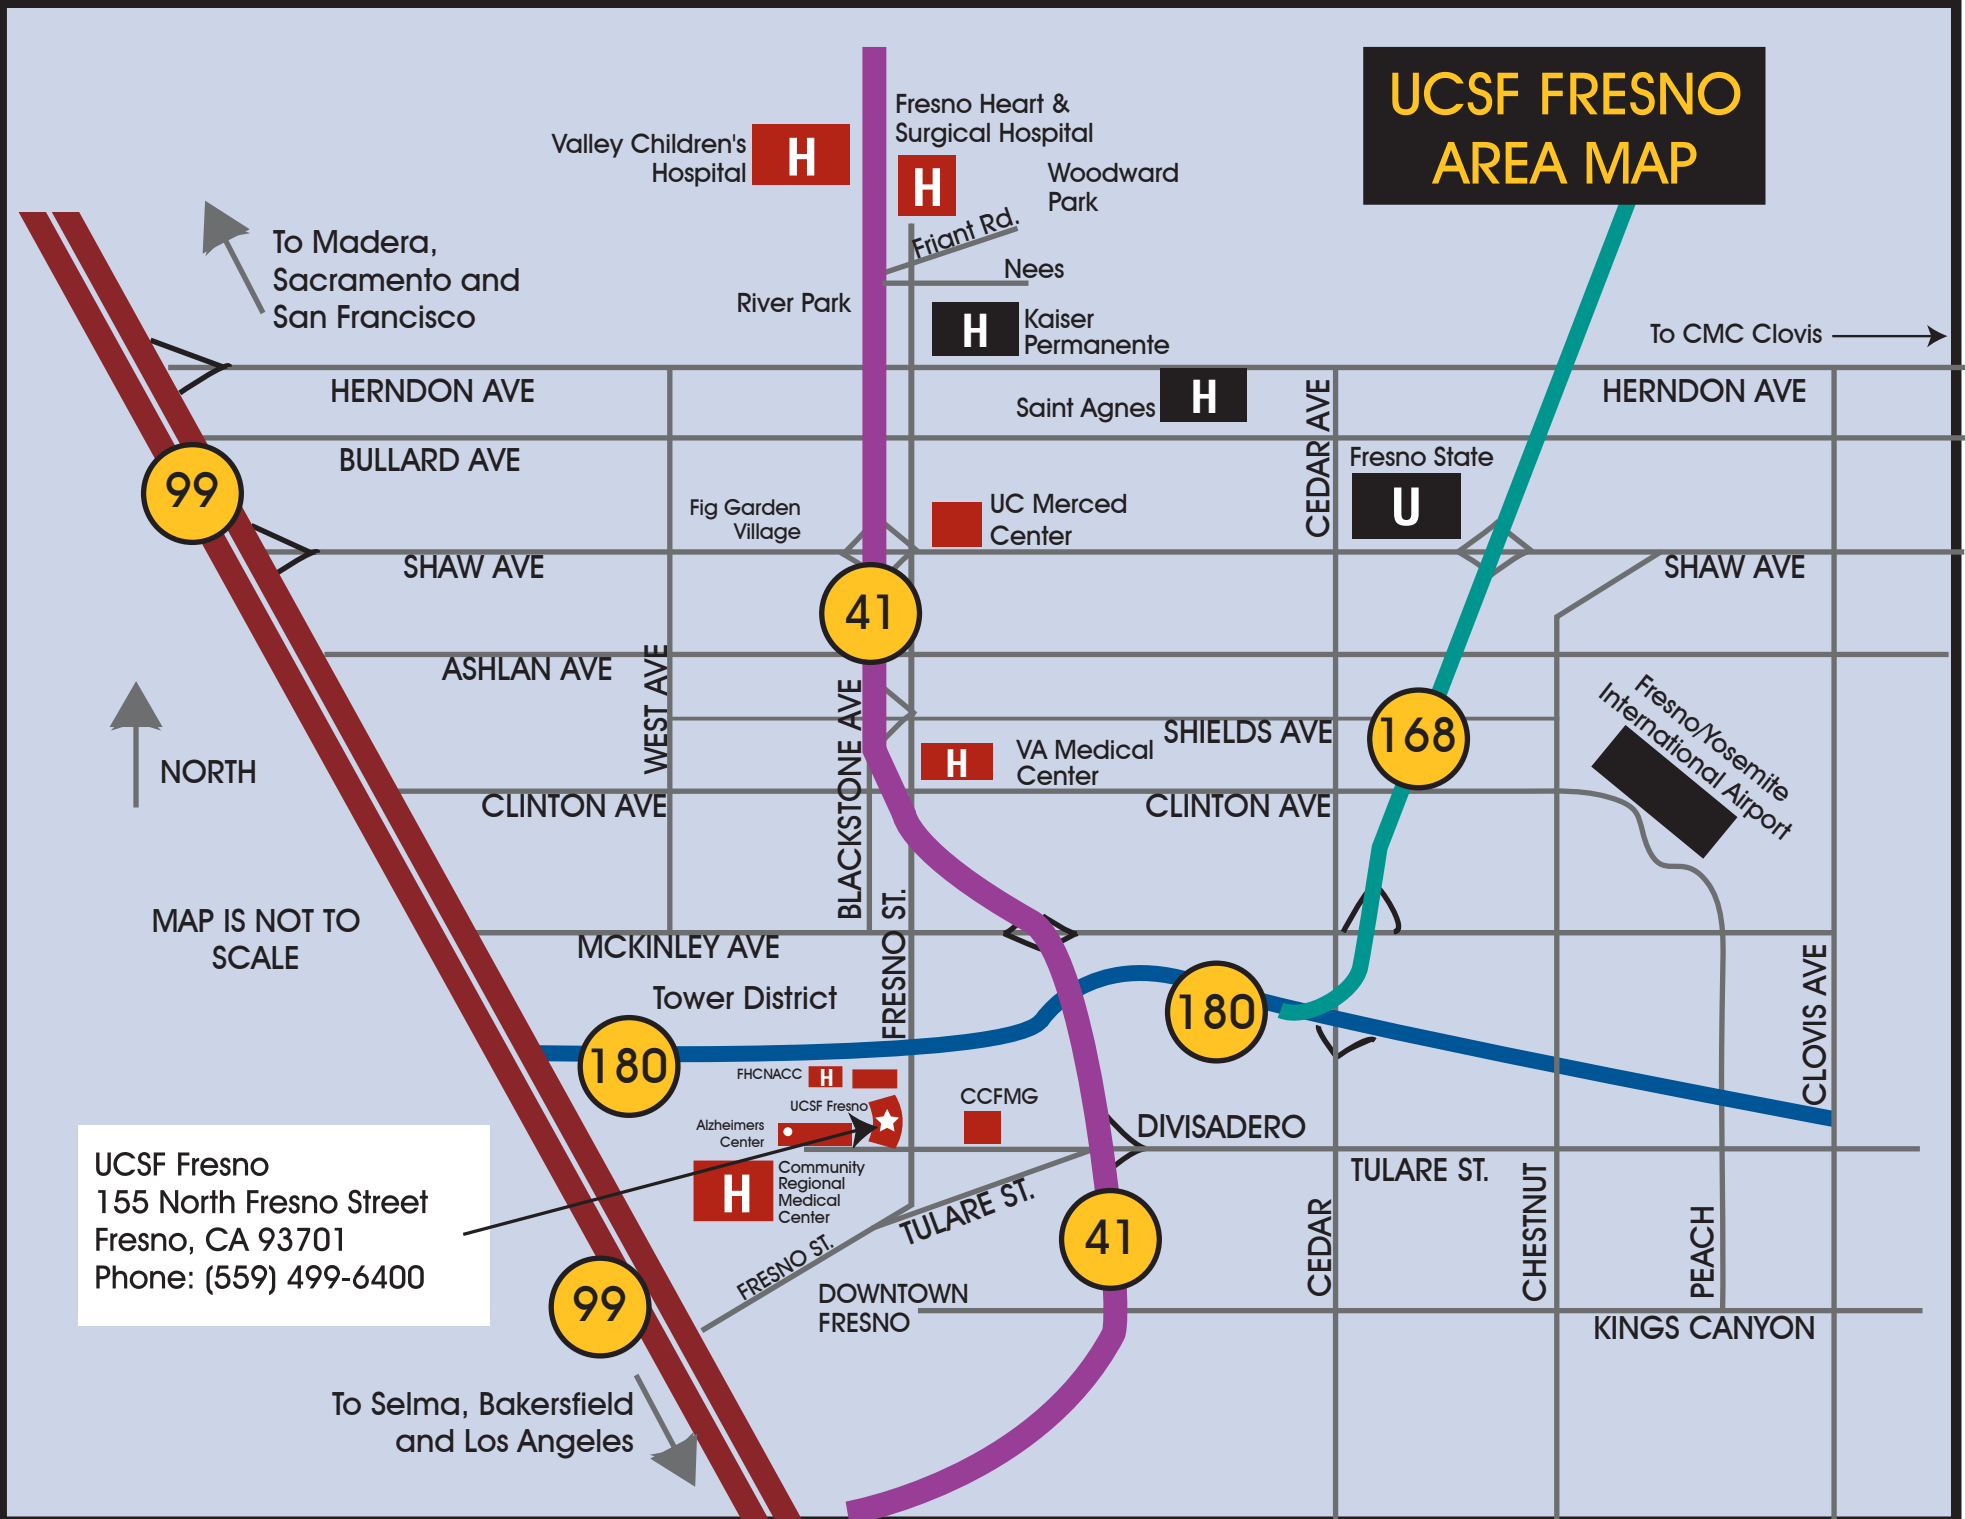 UCSF FRESNO
AREA MAP
Fresno Heart &
Surgical Hospital
H
Valley Children's
Hospital
H
Woodward
Park
Friant Rd.
Nees
River Park
To Madera,
Sacramento and
San Francisco
H
Kaiser
Permanente
To CMC Clovis
HERNDON AVE
HERNDON AVE
Saint Agnes
H
CEDAR AVE
BULLARD AVE
Fresno State
U
99
Fig Garden
Village
UC Merced
Center
SHAW AVE
SHAW AVE
41
ASHLAN AVE
WEST AVE
BLACKSTONE AVE
SHIELDS AVE
168
Fresno/Yosemite
International Airport
NORTH
H
VA Medical
Center
CLINTON AVE
CLINTON AVE
MAP IS NOT TO
SCALE
MCKINLEY AVE
FRESNO ST.
CLOVIS AVE
Tower District
180
180
FHCNACC
H
UCSF Fresno
CCFMG
Alzheimers
Center
DIVISADERO
TULARE ST.
UCSF Fresno
155 North Fresno Street
Fresno, CA 93701
Phone: (559) 499-6400
H
Community
Regional
Medical
Center
TULARE ST.
FRESNO ST.
41
CEDAR
CHESTNUT
PEACH
99
DOWNTOWN
FRESNO
KINGS CANYON
To Selma, Bakersfield
and Los Angeles